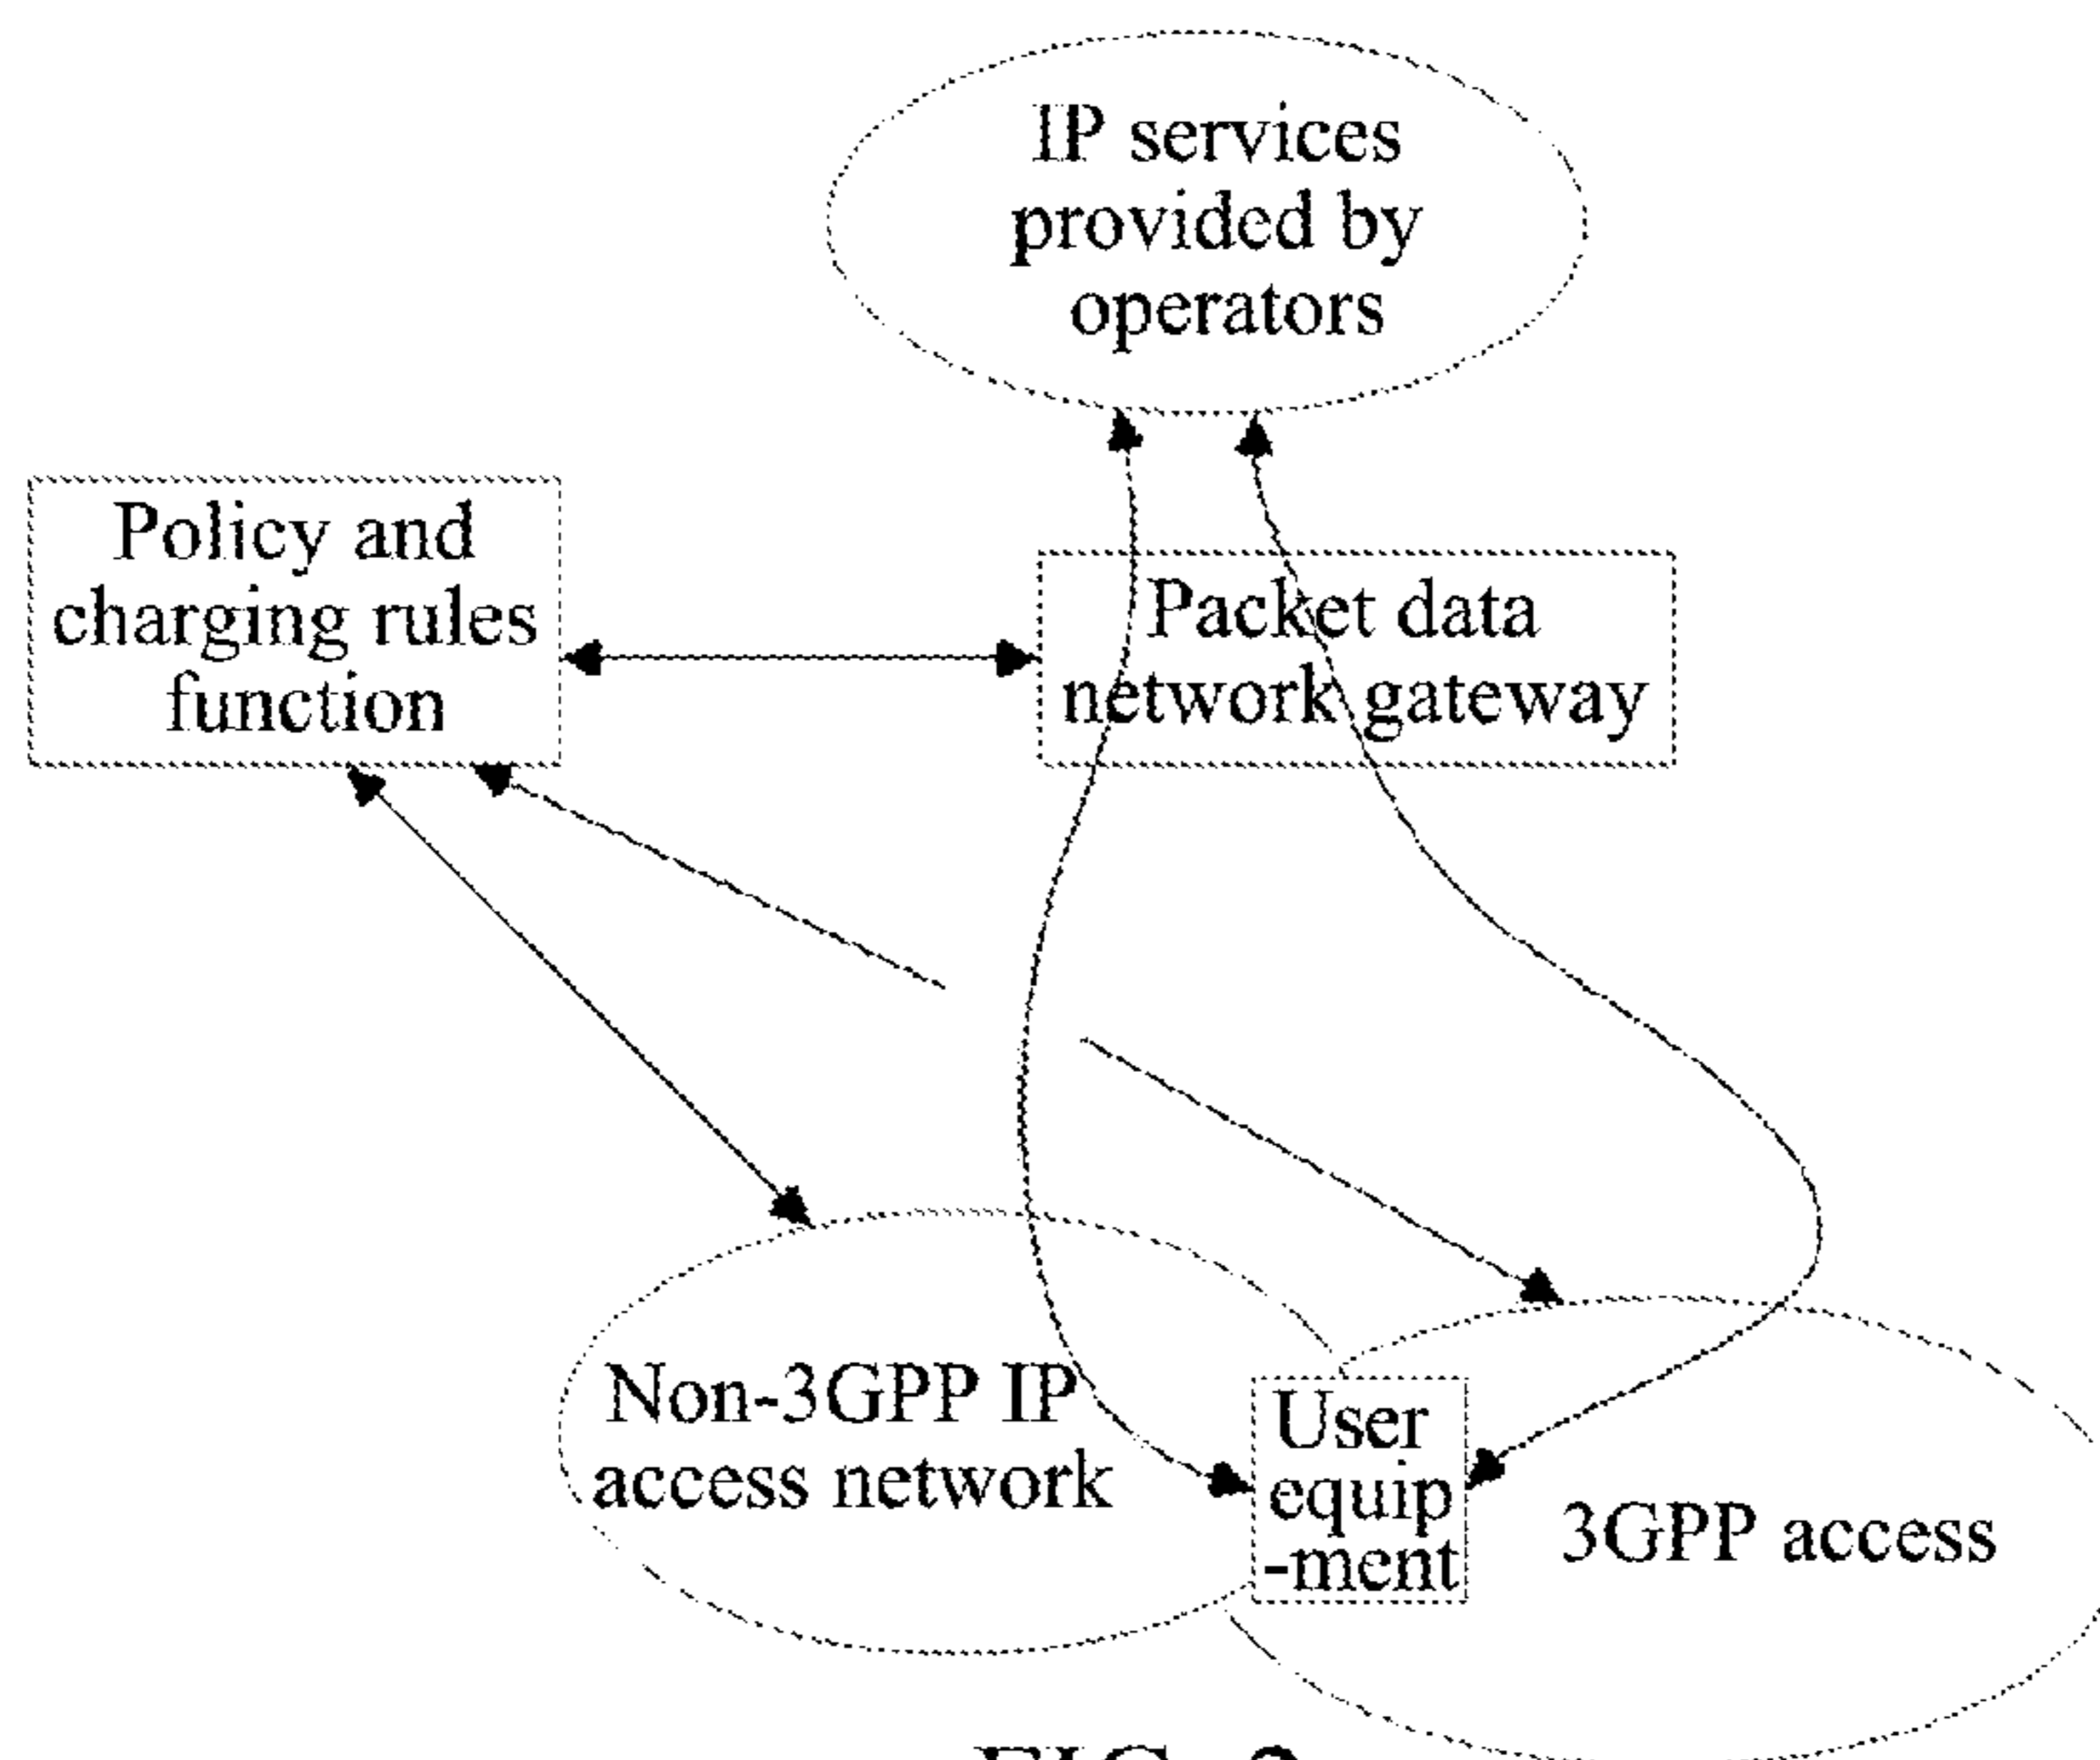 IP services
provided by
operators
Policy and
charging rules
function
Packet data
network gateway
Non-3GPP IP
access network
User
equip
-ment
3GPP access